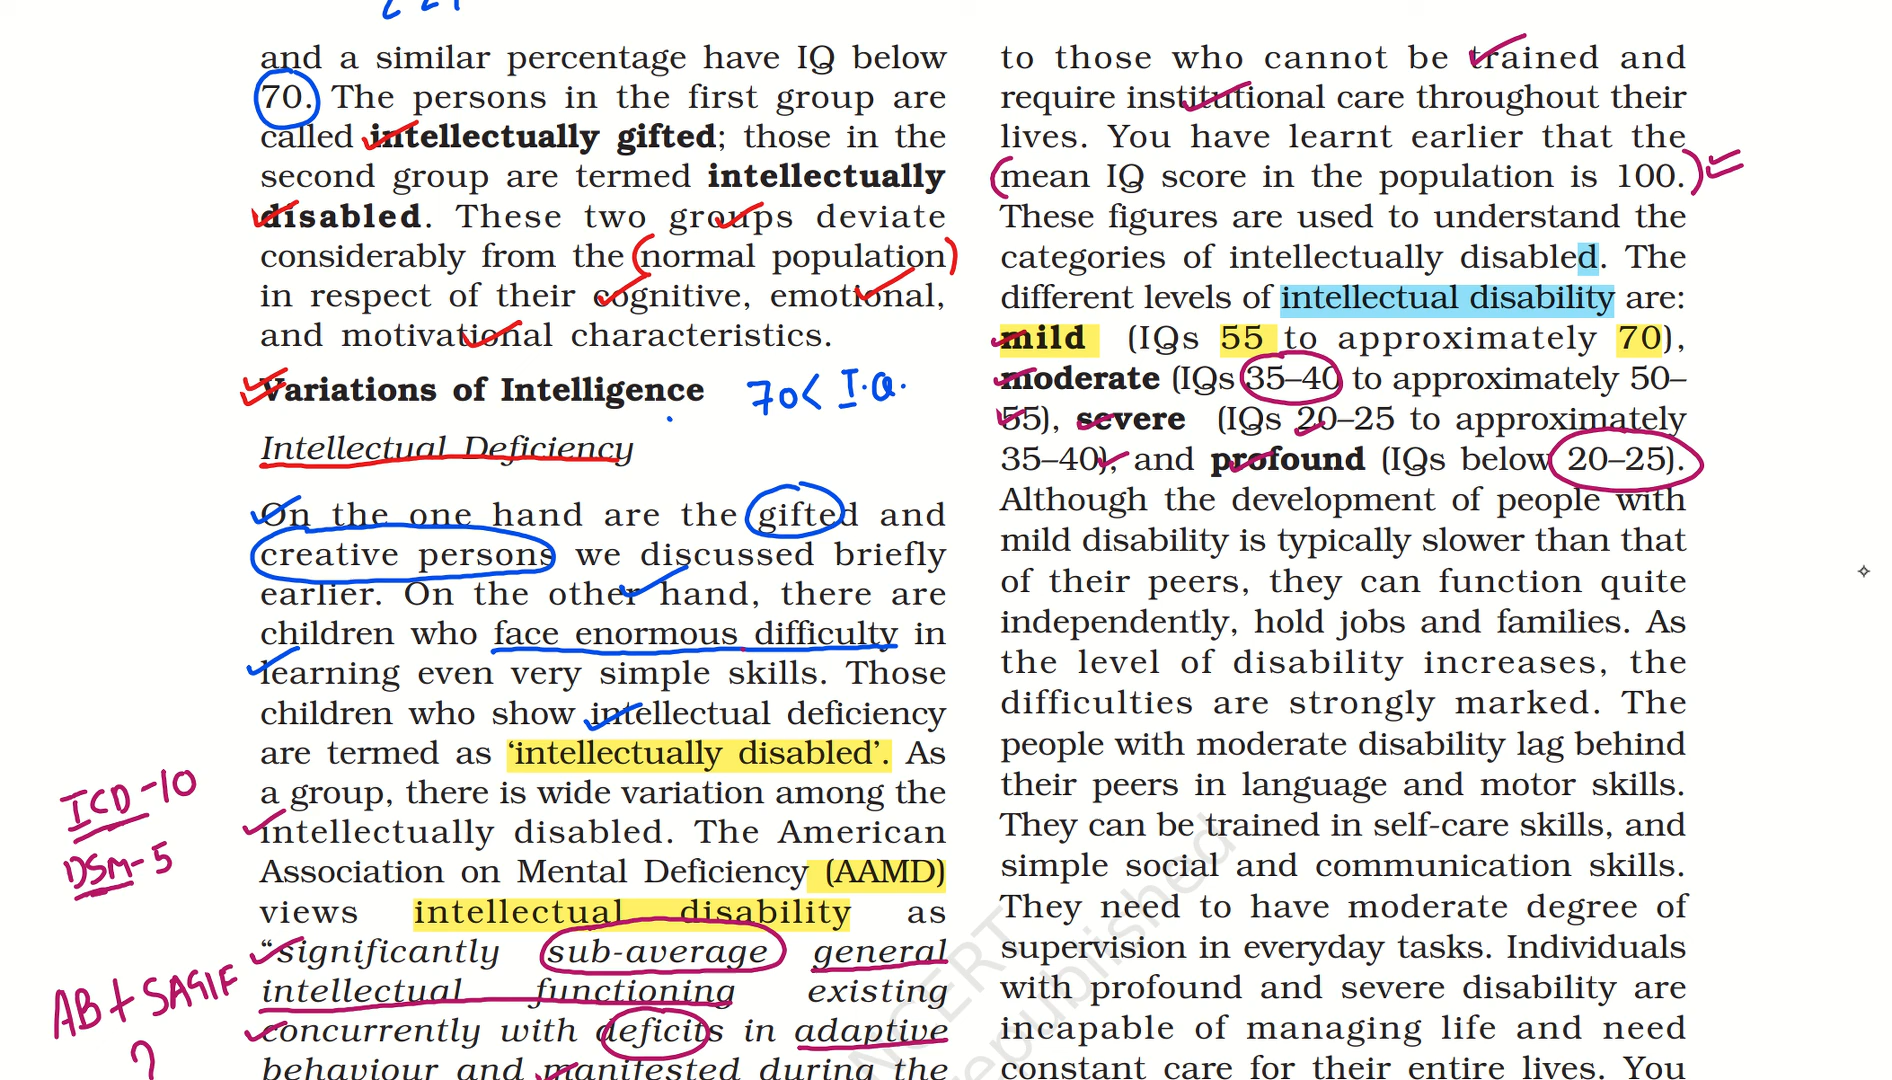 and a similar percentage have IQ below
70. The persons in the first group are
called intellectually gifted; those in the
second group are termed intellectually
disabled. These two groups deviate
considerably from the normal population
in respect of their cognitive, emotional,
and motivational characteristics.
Variations of Intelligence
70< I.Q.
Intellectual Deficiency
On the one hand are the gifted and
creative persons we discussed briefly
earlier. On the other hand, there are
children who face enormous difficulty in
learning even very simple skills. Those
children who show intellectual deficiency
are termed as ‘intellectually disabled’. As
a group, there is wide variation among the
intellectually disabled. The American
Association on Mental Deficiency (AAMD)
views intellectual disability as
“significantly sub-average general
intellectual functioning existing
concurrently with deficits in adaptive
behaviour and manifested during the
ICD-10
DSM-5
AB + SAGIF
?
to those who cannot be trained and
require institutional care throughout their
lives. You have learnt earlier that the
(mean IQ score in the population is 100.)
These figures are used to understand the
categories of intellectually disabled. The
different levels of intellectual disability are:
mild (IQs 55 to approximately 70),
moderate (IQs 35–40 to approximately 50–
55), severe (IQs 20–25 to approximately
35–40), and profound (IQs below 20–25).
Although the development of people with
mild disability is typically slower than that
of their peers, they can function quite
independently, hold jobs and families. As
the level of disability increases, the
difficulties are strongly marked. The
people with moderate disability lag behind
their peers in language and motor skills.
They can be trained in self-care skills, and
simple social and communication skills.
They need to have moderate degree of
supervision in everyday tasks. Individuals
with profound and severe disability are
incapable of managing life and need
constant care for their entire lives. You
NCERT
republished